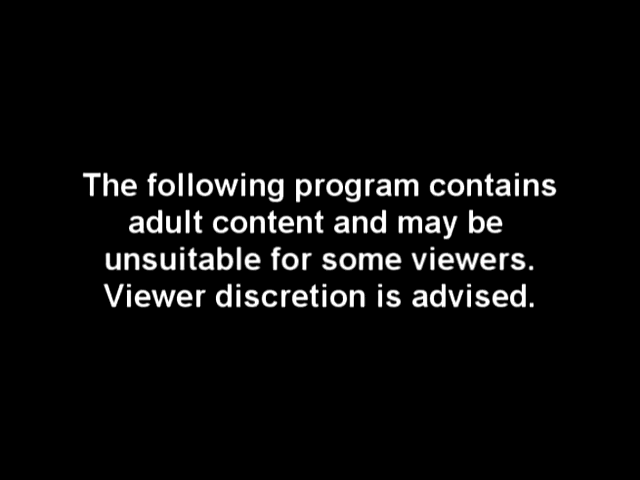 The following program contains
adult content and may be
unsuitable for some viewers.
Viewer discretion is advised.